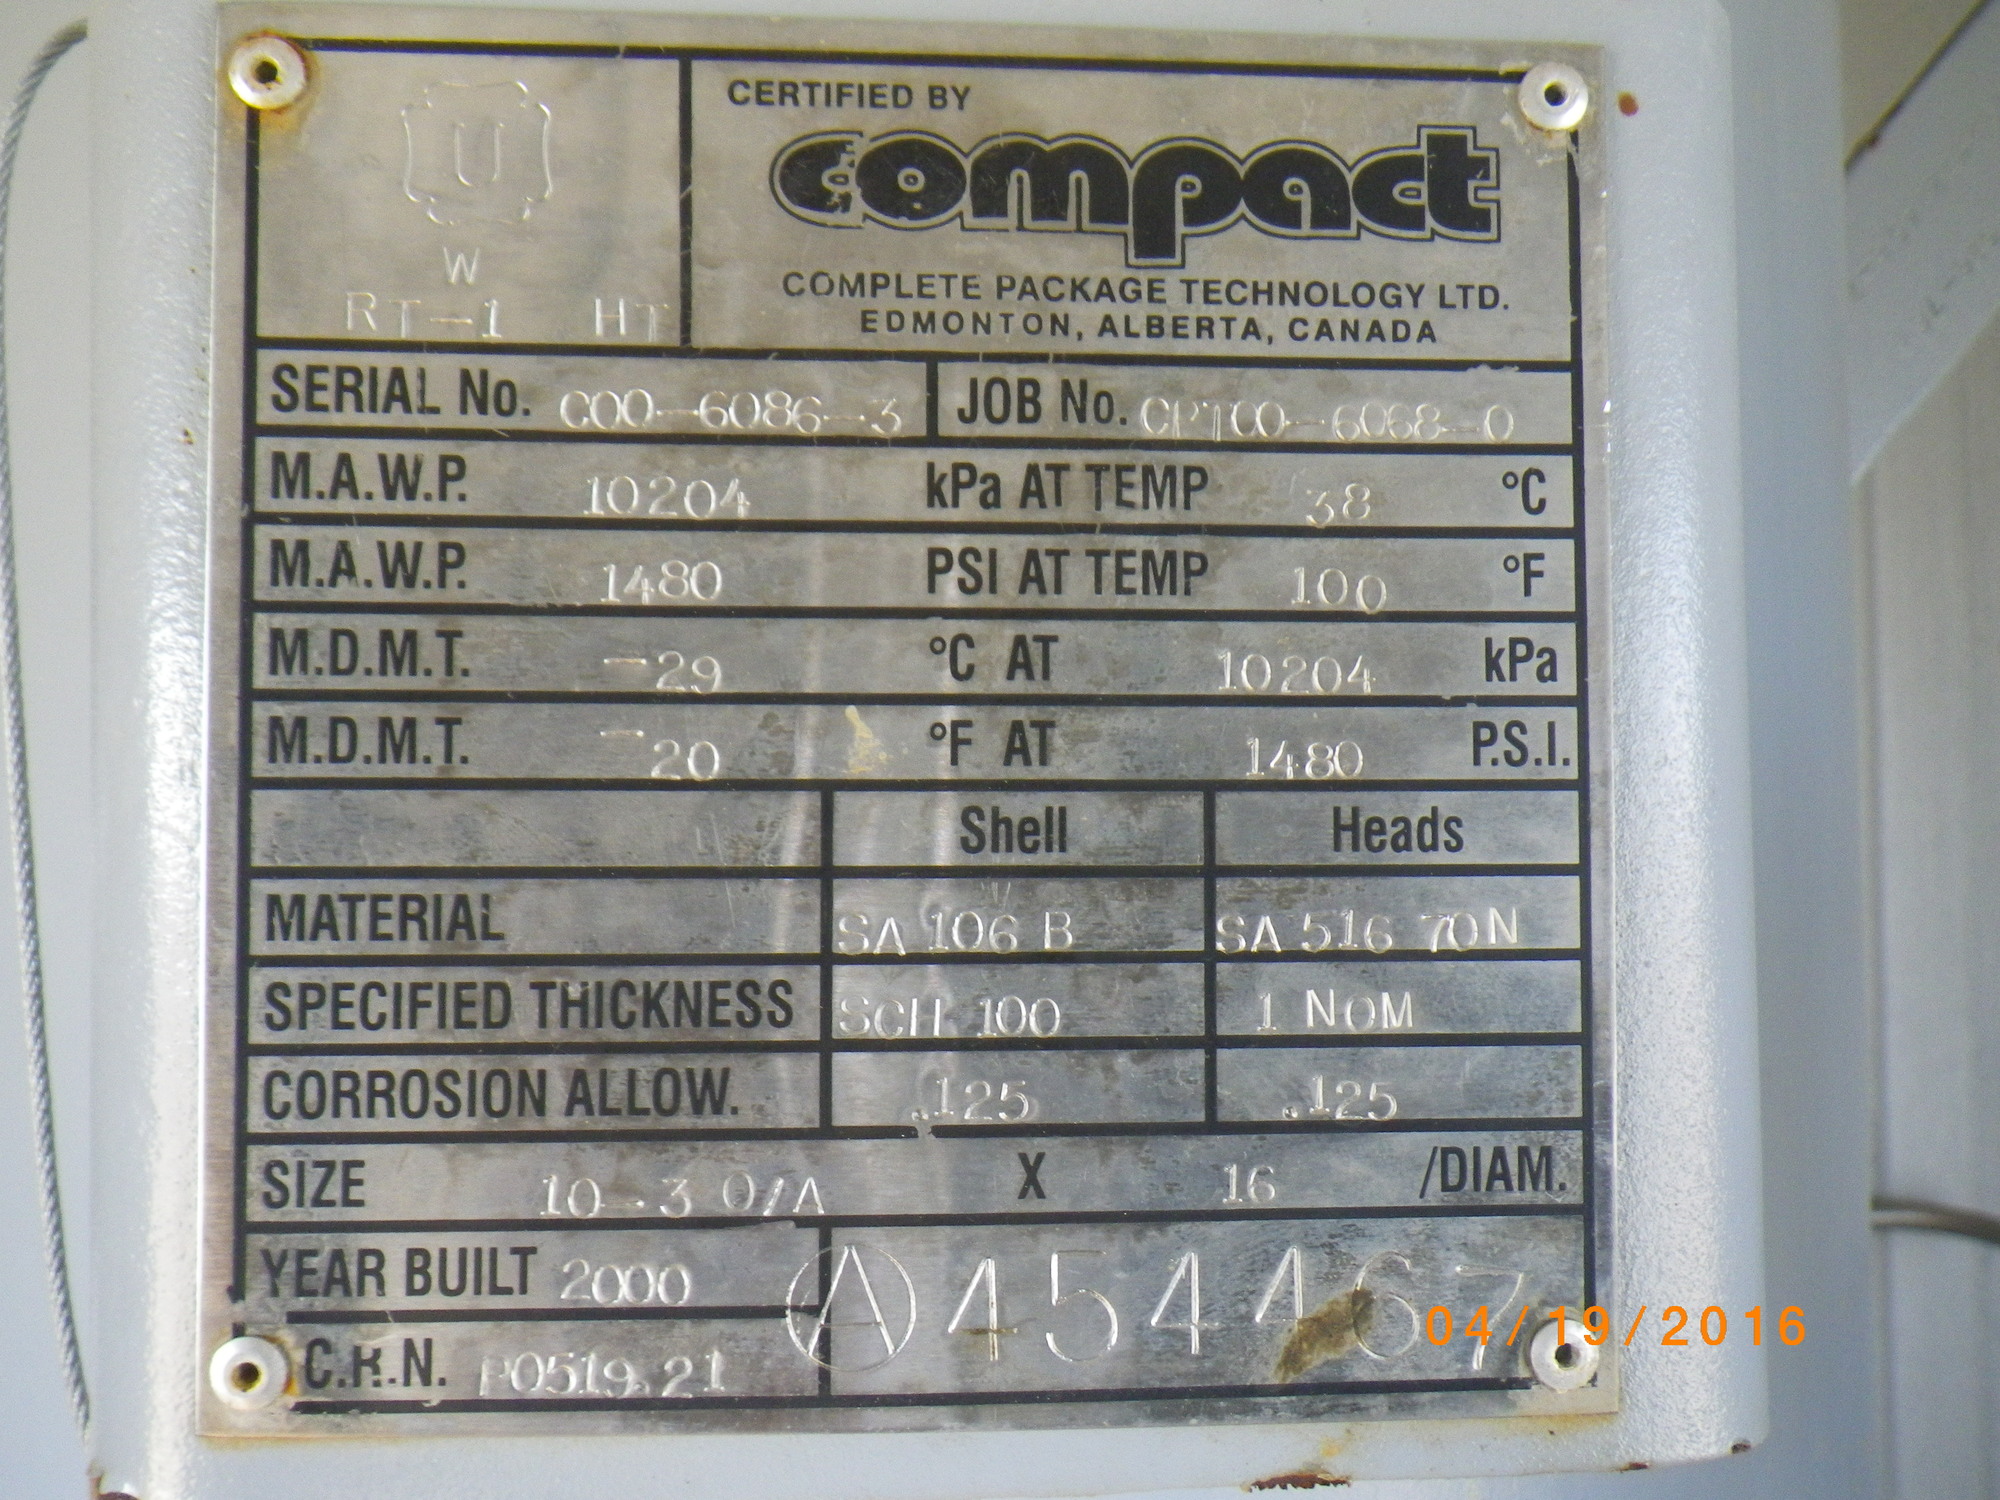 U
W
RT-1 HT
CERTIFIED BY
compact
COMPLETE PACKAGE TECHNOLOGY LTD.
EDMONTON, ALBERTA, CANADA
SERIAL No. C00-6086-3 JOB No. CPT00-6068-0
M.A.W.P. 10204 kPa AT TEMP 38 °C
M.A.W.P. 1480 PSI AT TEMP 100 °F
M.D.M.T. -29 °C AT 10204 kPa
M.D.M.T. -20 °F AT 1480 P.S.I.
Shell Heads
MATERIAL SA 106 B SA 516 70N
SPECIFIED THICKNESS SCH 100 1 NOM
CORROSION ALLOW. .125 .125
SIZE 10-3 O/A X 16 /DIAM.
YEAR BUILT 2000 A 454467
C.R.N. P0519.21
04/19/2016